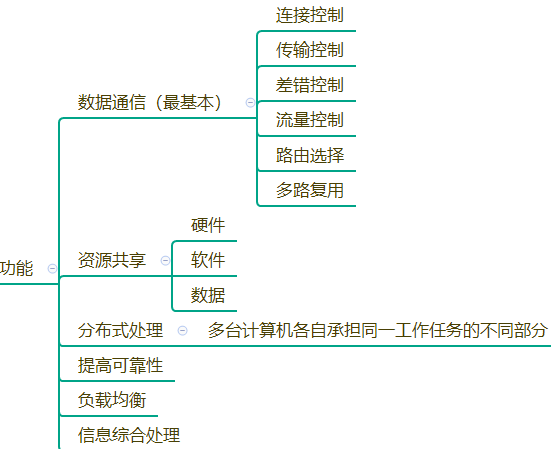 连接控制
传输控制
差错控制
数据通信（最基本）
流量控制
路由选择
多路复用
硬件
功能
资源共享
软件
数据
分布式处理
多台计算机各自承担同一工作任务的不同部分
提高可靠性
负载均衡
信息综合处理